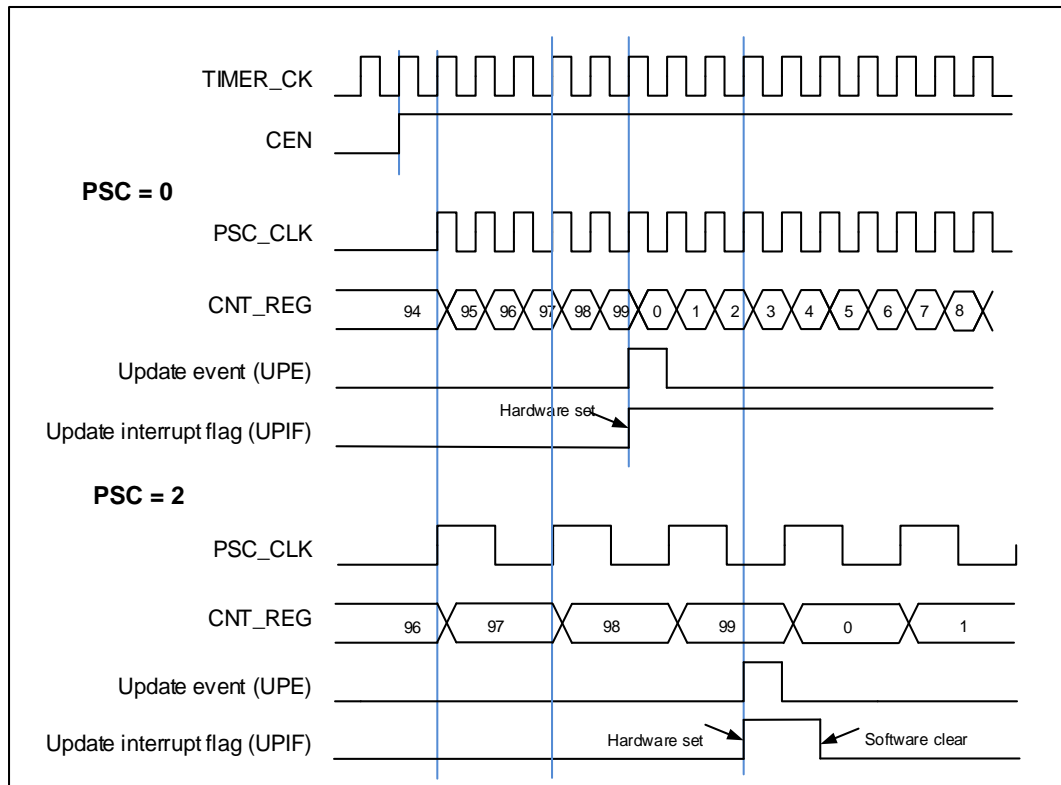 TIMER_CK
CEN
PSC = 0
PSC_CLK
CNT_REG 94 95 96 97 98 99 0 1 2 3 4 5 6 7 8
Update event (UPE)
Hardware set
Update interrupt flag (UPIF)
PSC = 2
PSC_CLK
CNT_REG 96 97 98 99 0 1
Update event (UPE)
Update interrupt flag (UPIF) Hardware set Software clear